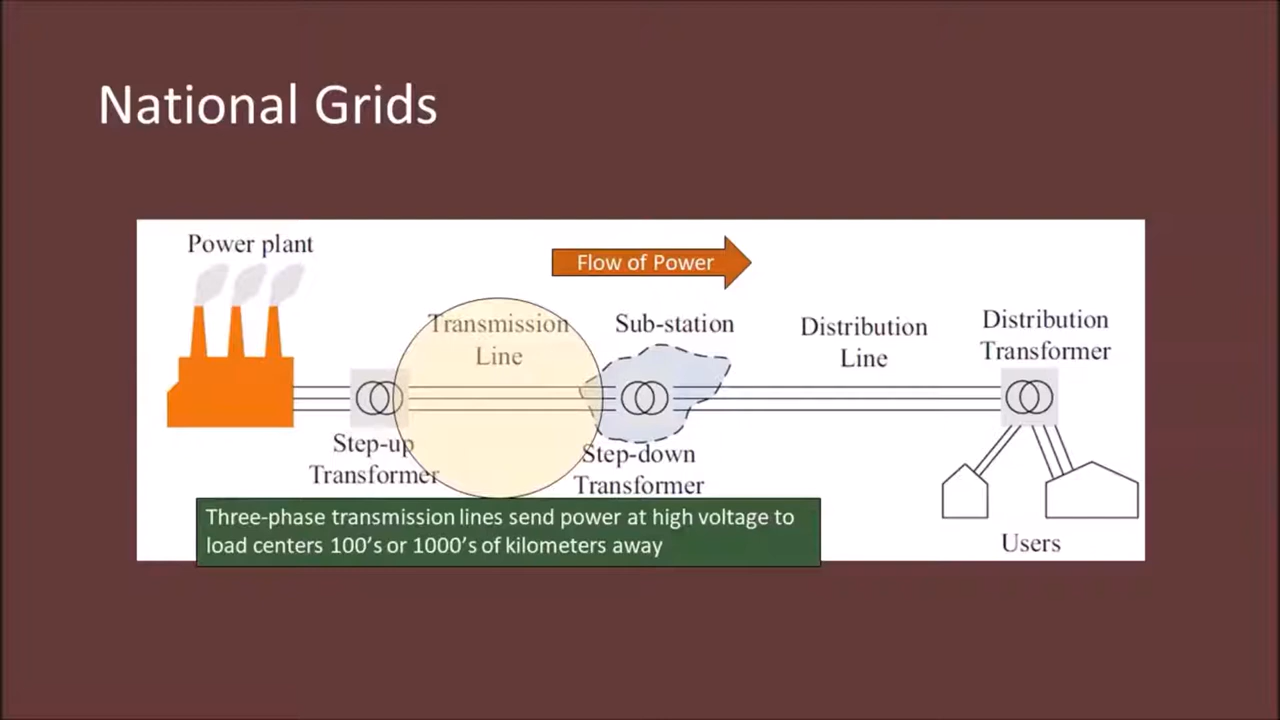 National Grids
Power plant
Flow of Power
Transmission
Line
Sub-station
Distribution
Line
Distribution
Transformer
Step-up
Transformer
Step-down
Transformer
Three-phase transmission lines send power at high voltage to
load centers 100’s or 1000’s of kilometers away
Users